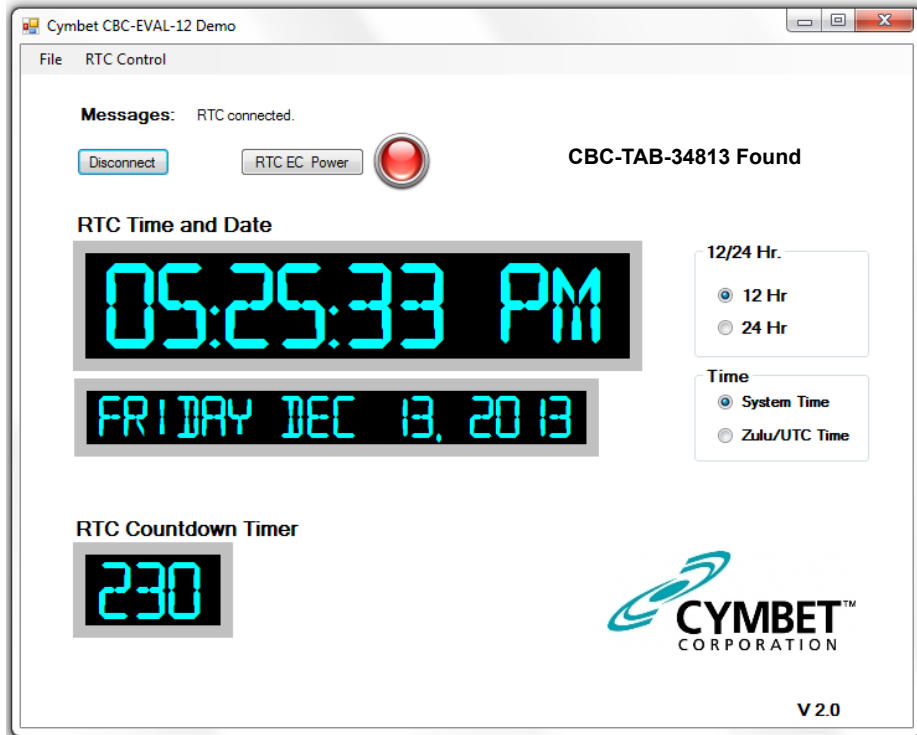 Cymbet CBC-EVAL-12 Demo
File RTC Control
Messages: RTC connected.
Disconnect RTC EC Power CBC-TAB-34813 Found
RTC Time and Date
05:25:33 PM
12/24 Hr.
12 Hr
24 Hr
FRIDAY DEC 13, 2013
Time
System Time
Zulu/UTC Time
RTC Countdown Timer
230
CYMBET™
CORPORATION
V 2.0